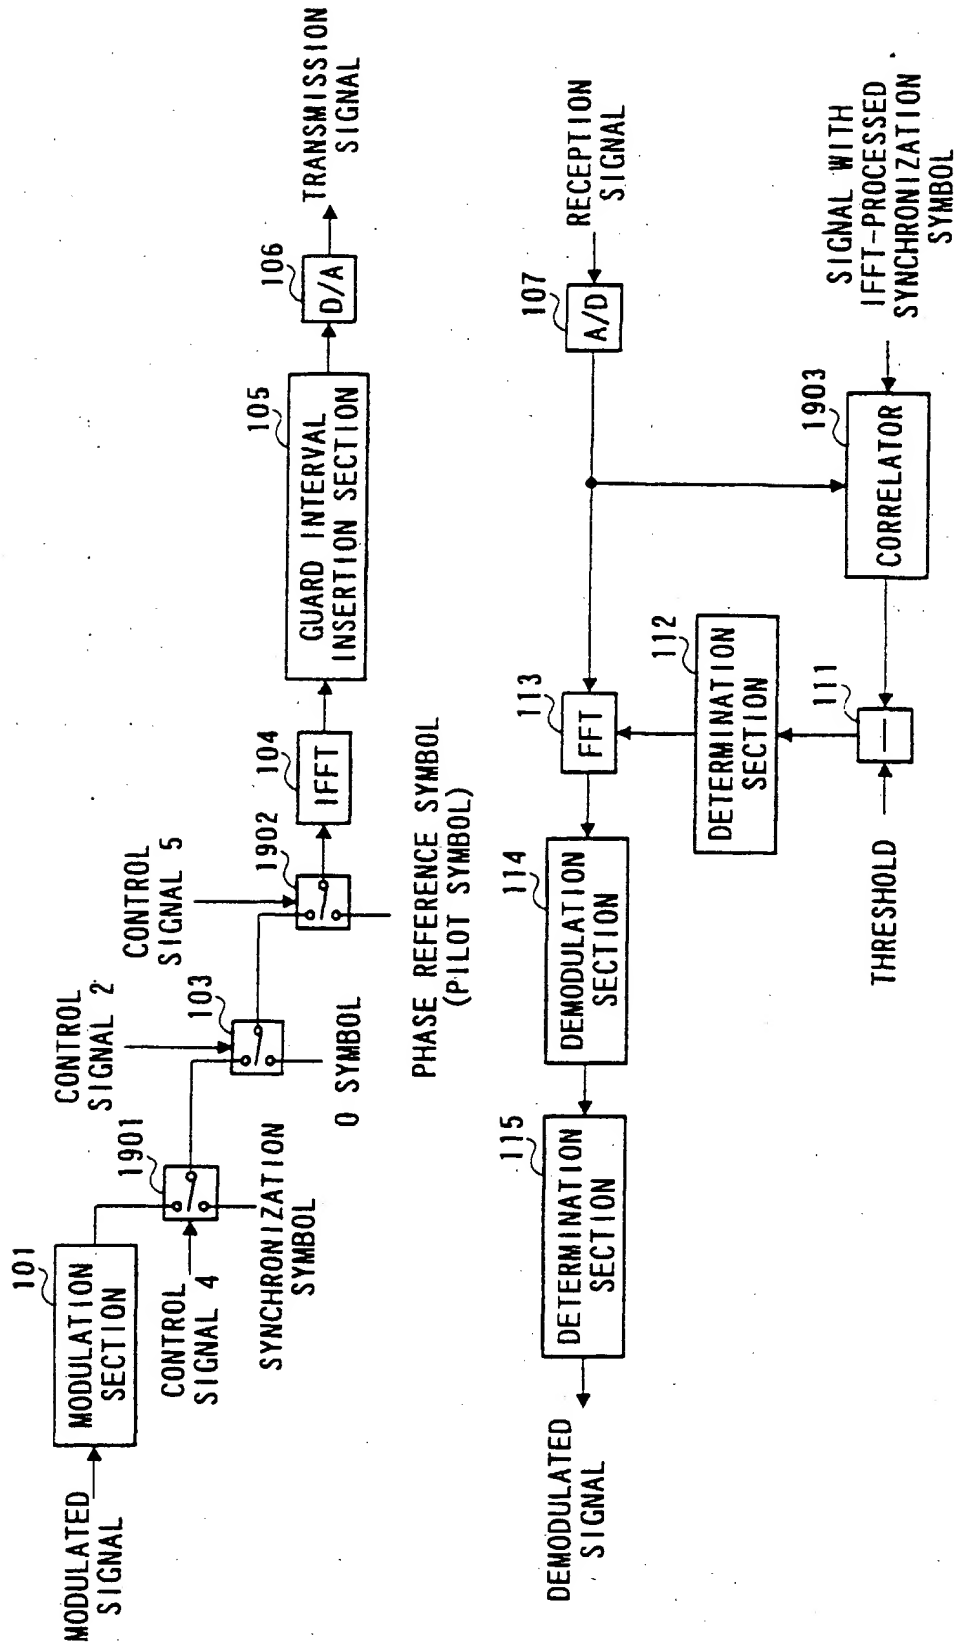 MODULATED
SIGNAL
101
MODULATION
SECTION
CONTROL
SIGNAL 4
1901
SYNCHRONIZATION
SYMBOL
CONTROL
SIGNAL 2
103
0 SYMBOL
CONTROL
SIGNAL 5
1902
PHASE REFERENCE SYMBOL
(PILOT SYMBOL)
104
IFFT
105
GUARD INTERVAL
INSERTION SECTION
106
D/A
TRANSMISSION
SIGNAL
RECEPTION
SIGNAL
107
A/D
SIGNAL WITH
IFFT-PROCESSED
SYNCHRONIZATION
SYMBOL
1903
CORRELATOR
111
—
THRESHOLD
112
DETERMINATION
SECTION
113
FFT
114
DEMODULATION
SECTION
115
DETERMINATION
SECTION
DEMODULATED
SIGNAL